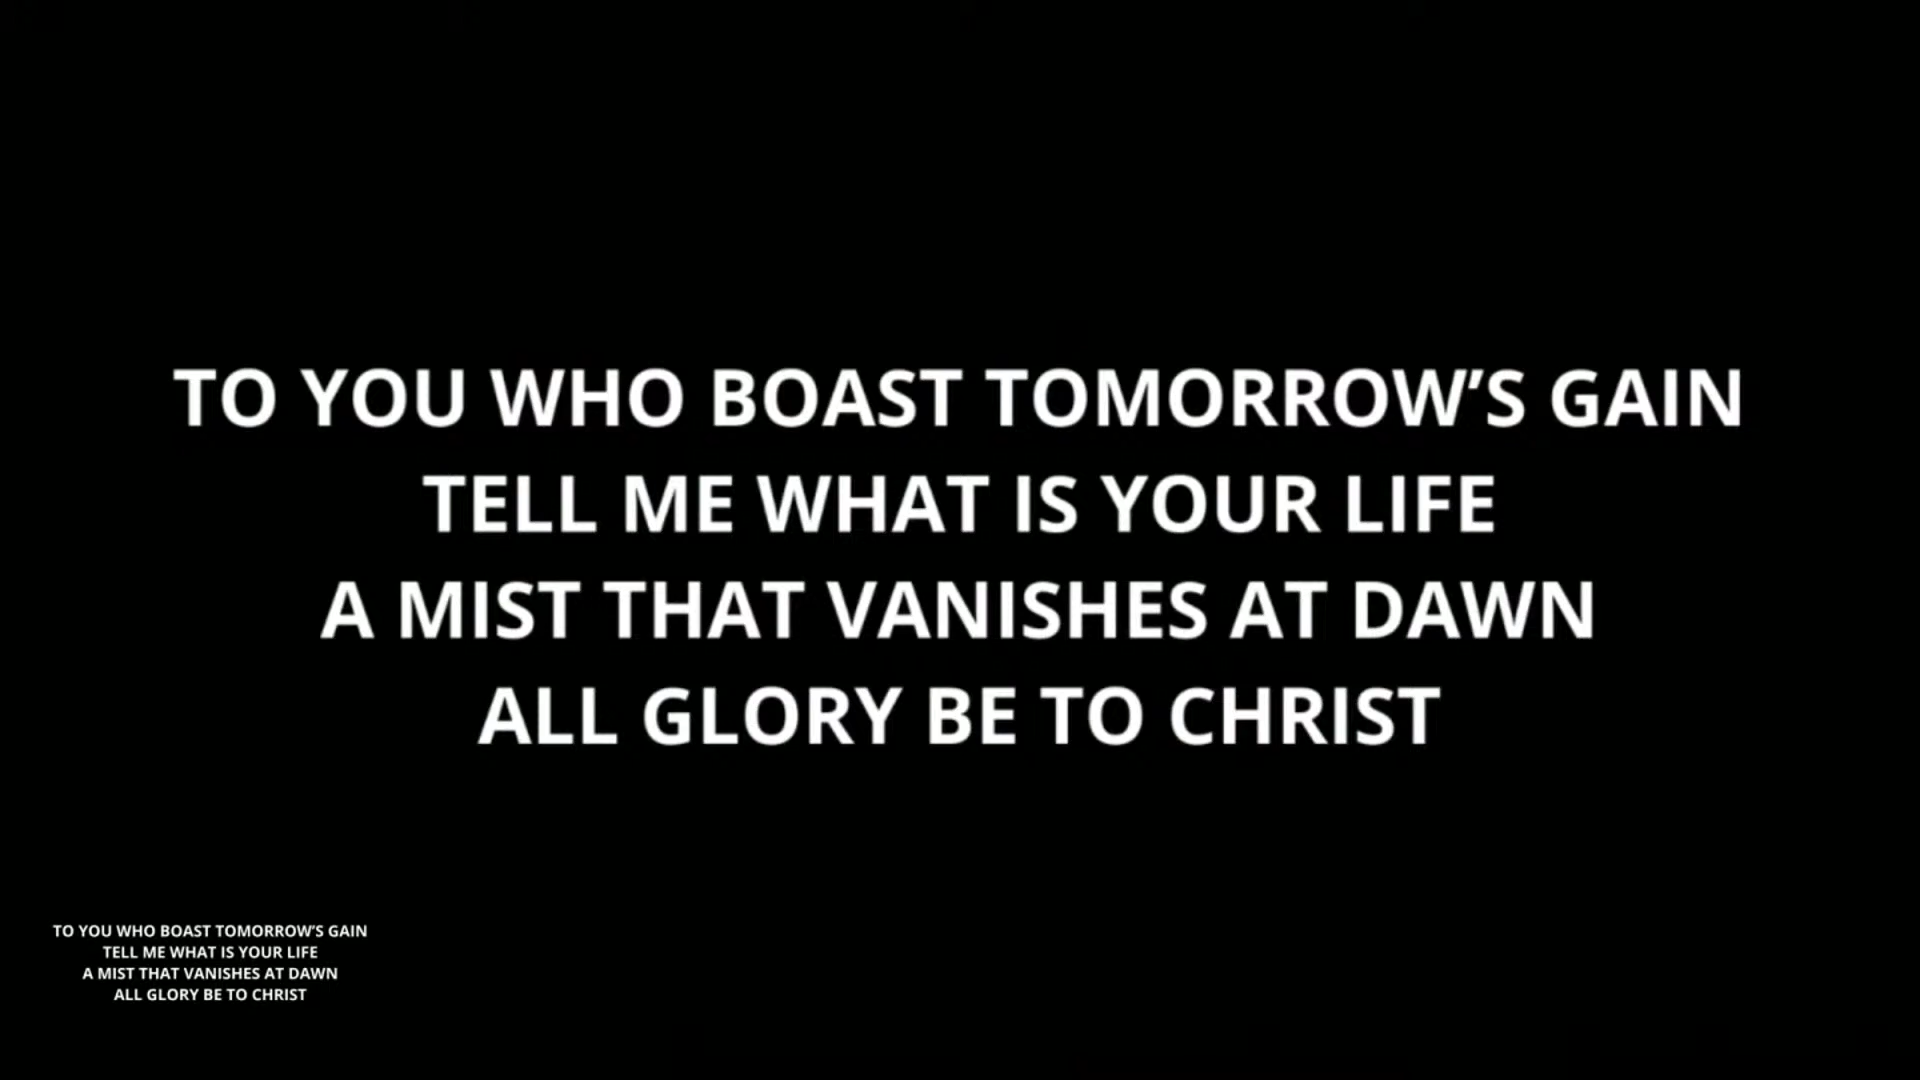 TO YOU WHO BOAST TOMORROW’S GAIN
TELL ME WHAT IS YOUR LIFE
A MIST THAT VANISHES AT DAWN
ALL GLORY BE TO CHRIST
TO YOU WHO BOAST TOMORROW’S GAIN
TELL ME WHAT IS YOUR LIFE
A MIST THAT VANISHES AT DAWN
ALL GLORY BE TO CHRIST